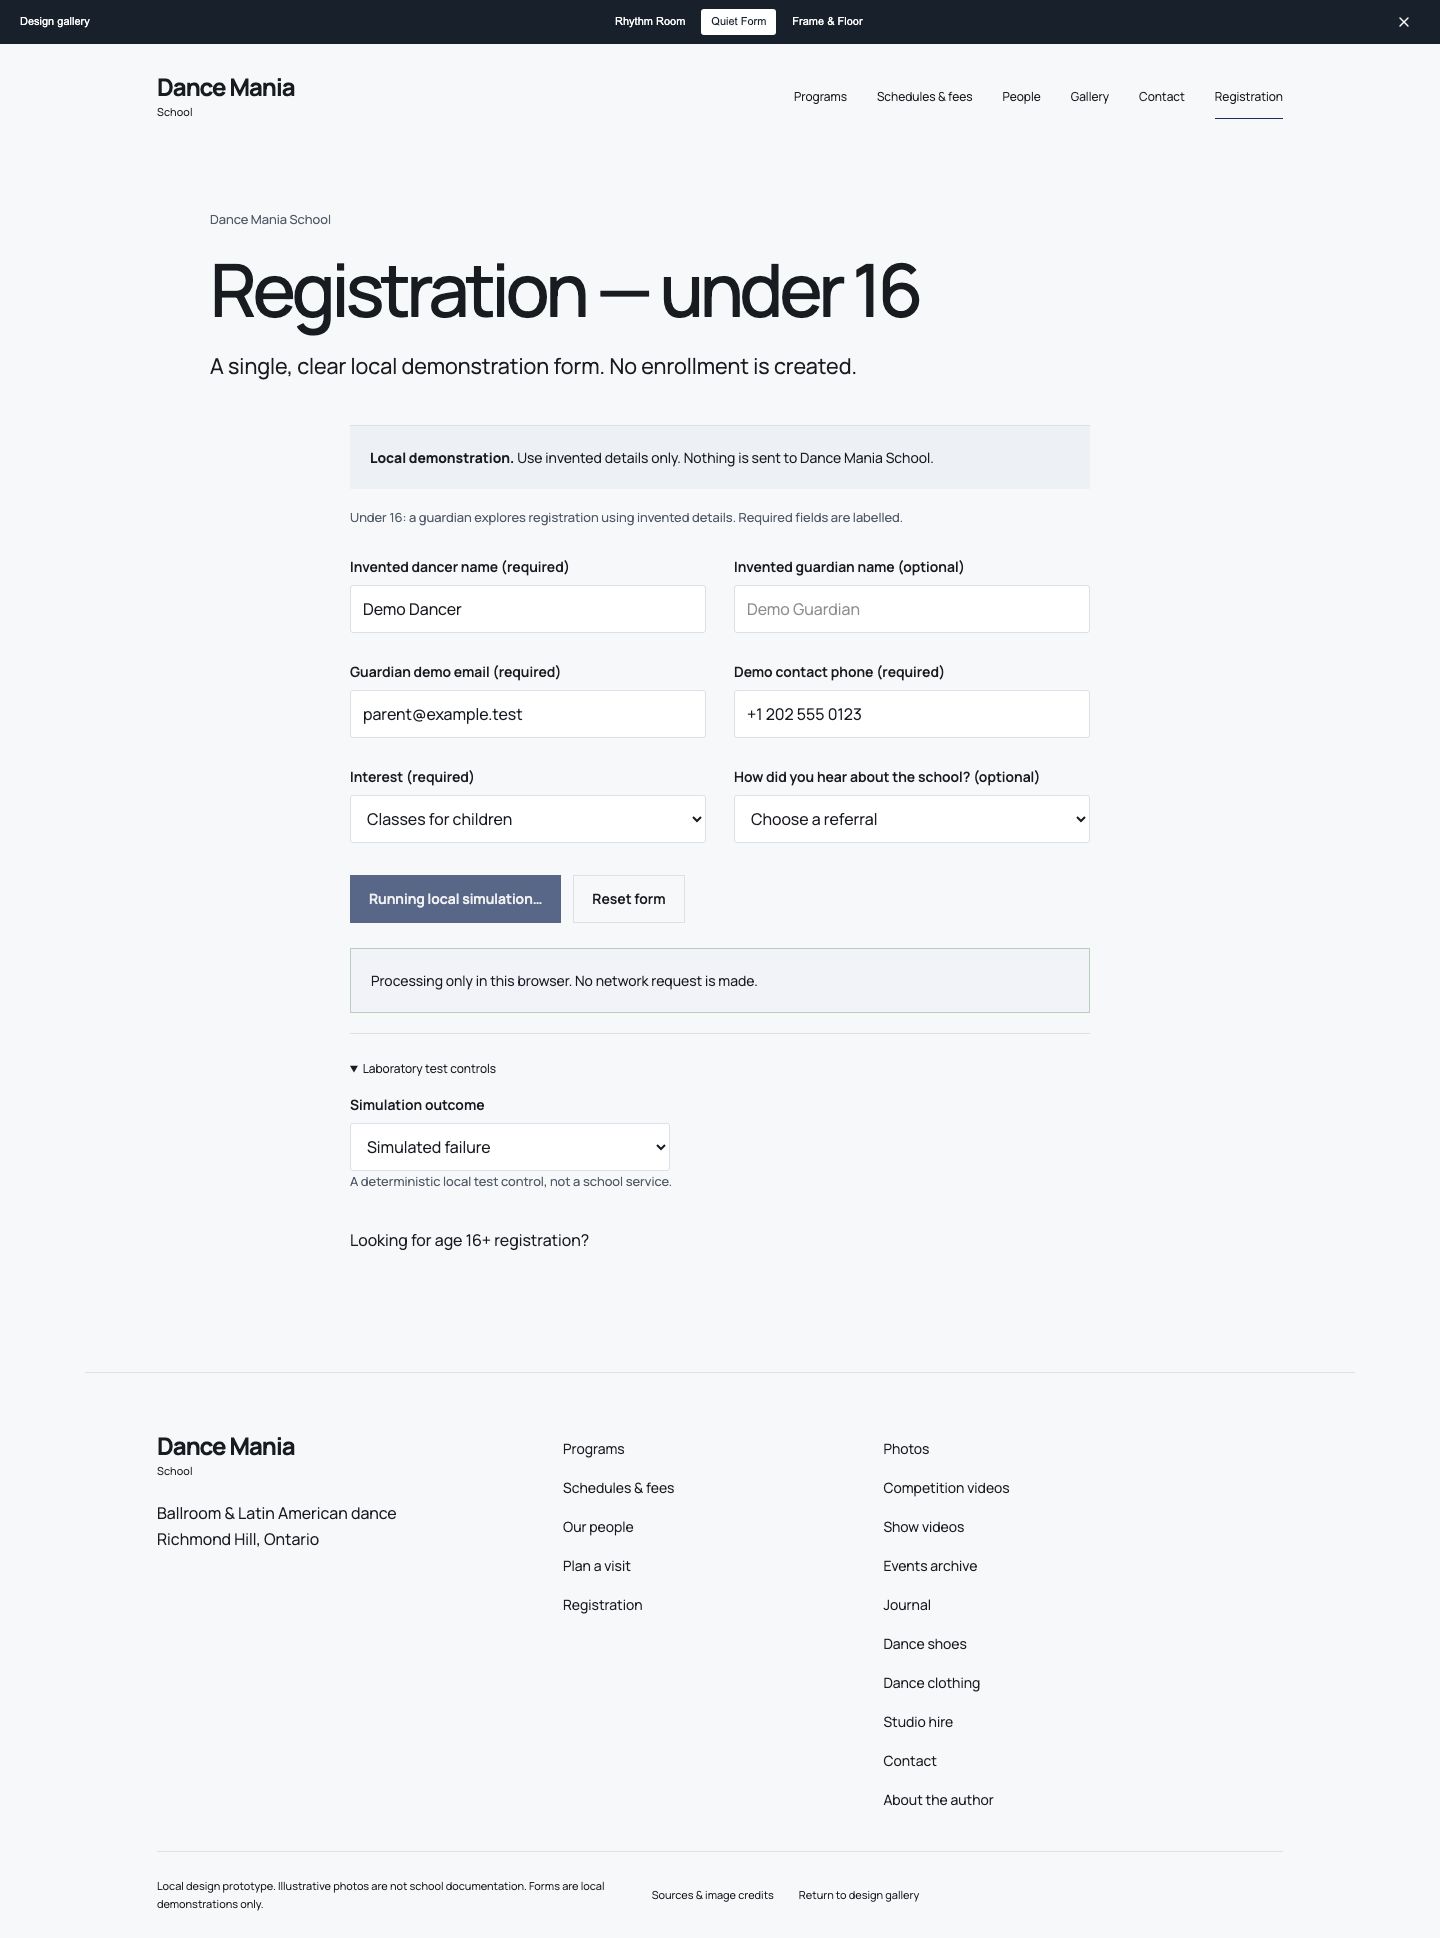 Design gallery
Rhythm Room
Quiet Form
Frame & Floor
×
Dance Mania
School
Programs
Schedules & fees
People
Gallery
Contact
Registration
Dance Mania School
Registration — under 16
A single, clear local demonstration form. No enrollment is created.
Local demonstration. Use invented details only. Nothing is sent to Dance Mania School.
Under 16: a guardian explores registration using invented details. Required fields are labelled.
Invented dancer name (required)
Invented guardian name (optional)
Demo Dancer
Demo Guardian
Guardian demo email (required)
Demo contact phone (required)
parent@example.test
+1 202 555 0123
Interest (required)
How did you hear about the school? (optional)
Classes for children
Choose a referral
Running local simulation…
Reset form
Processing only in this browser. No network request is made.
Laboratory test controls
Simulation outcome
Simulated failure
A deterministic local test control, not a school service.
Looking for age 16+ registration?
Dance Mania
School
Ballroom & Latin American dance
Richmond Hill, Ontario
Programs
Schedules & fees
Our people
Plan a visit
Registration
Photos
Competition videos
Show videos
Events archive
Journal
Dance shoes
Dance clothing
Studio hire
Contact
About the author
Local design prototype. Illustrative photos are not school documentation. Forms are local
demonstrations only.
Sources & image credits
Return to design gallery